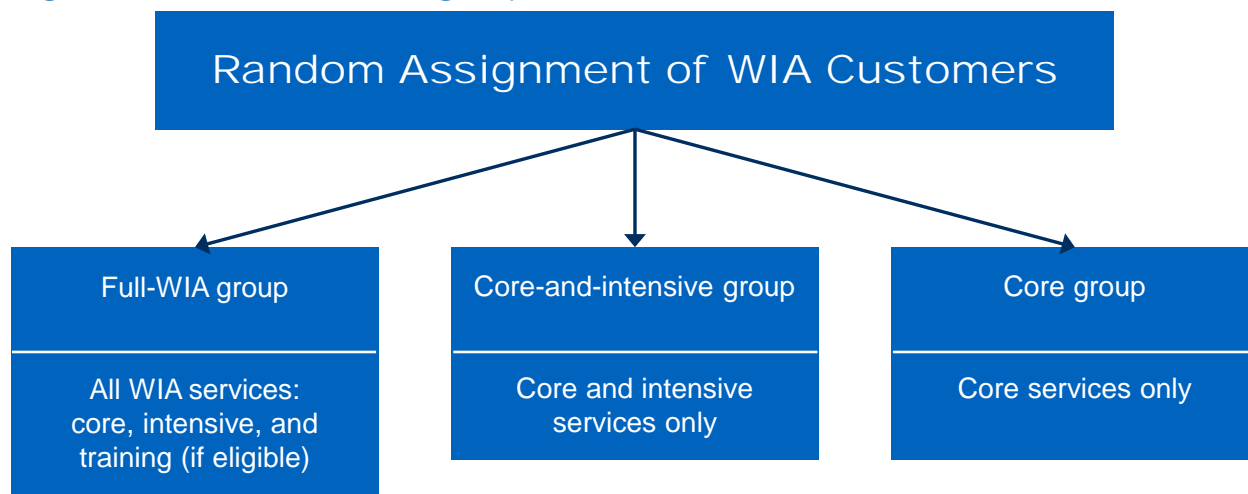 Random Assignment of WIA Customers
Full-WIA group
All WIA services:
core, intensive, and
training (if eligible)
Core-and-intensive group
Core and intensive
services only
Core group
Core services only